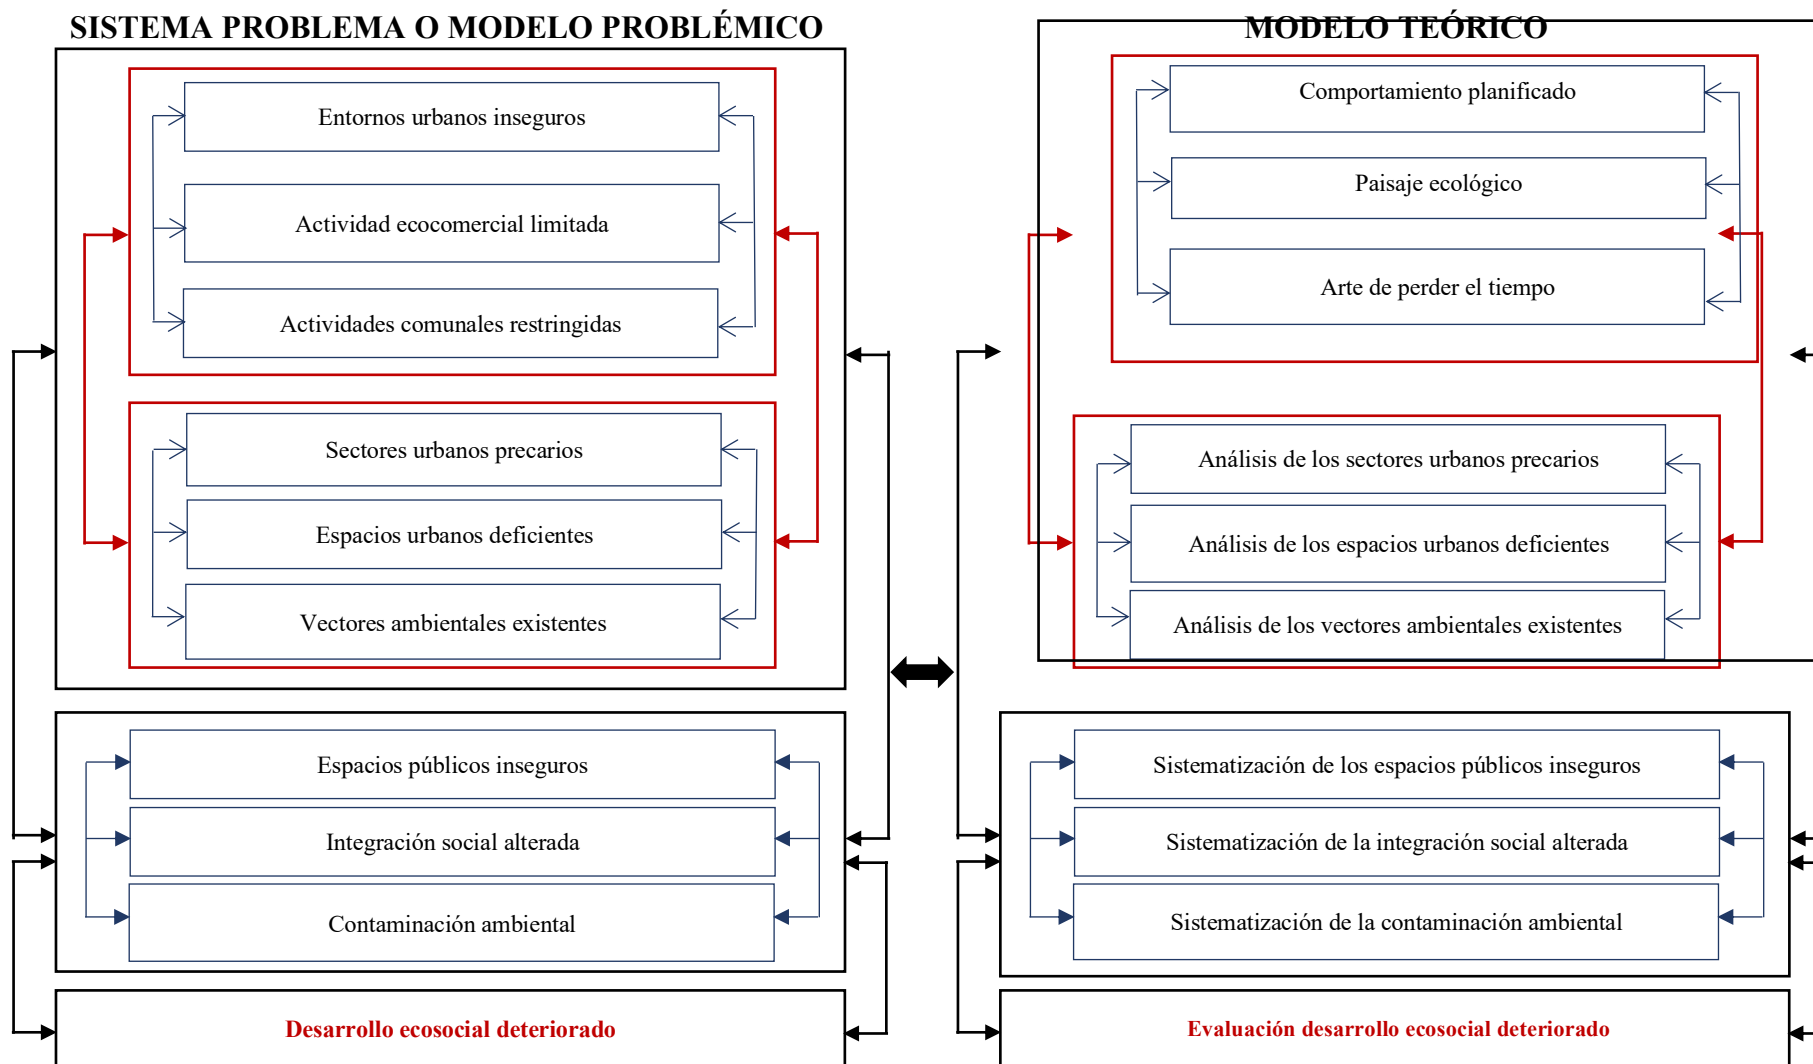 SISTEMA PROBLEMA O MODELO PROBLÉMICO
Entornos urbanos inseguros
Actividad ecocomercial limitada
Actividades comunales restringidas
Sectores urbanos precarios
Espacios urbanos deficientes
Vectores ambientales existentes
Espacios públicos inseguros
Integración social alterada
Contaminación ambiental
Desarrollo ecosocial deteriorado
MODELO TEÓRICO
Comportamiento planificado
Paisaje ecológico
Arte de perder el tiempo
Análisis de los sectores urbanos precarios
Análisis de los espacios urbanos deficientes
Análisis de los vectores ambientales existentes
Sistematización de los espacios públicos inseguros
Sistematización de la integración social alterada
Sistematización de la contaminación ambiental
Evaluación desarrollo ecosocial deteriorado